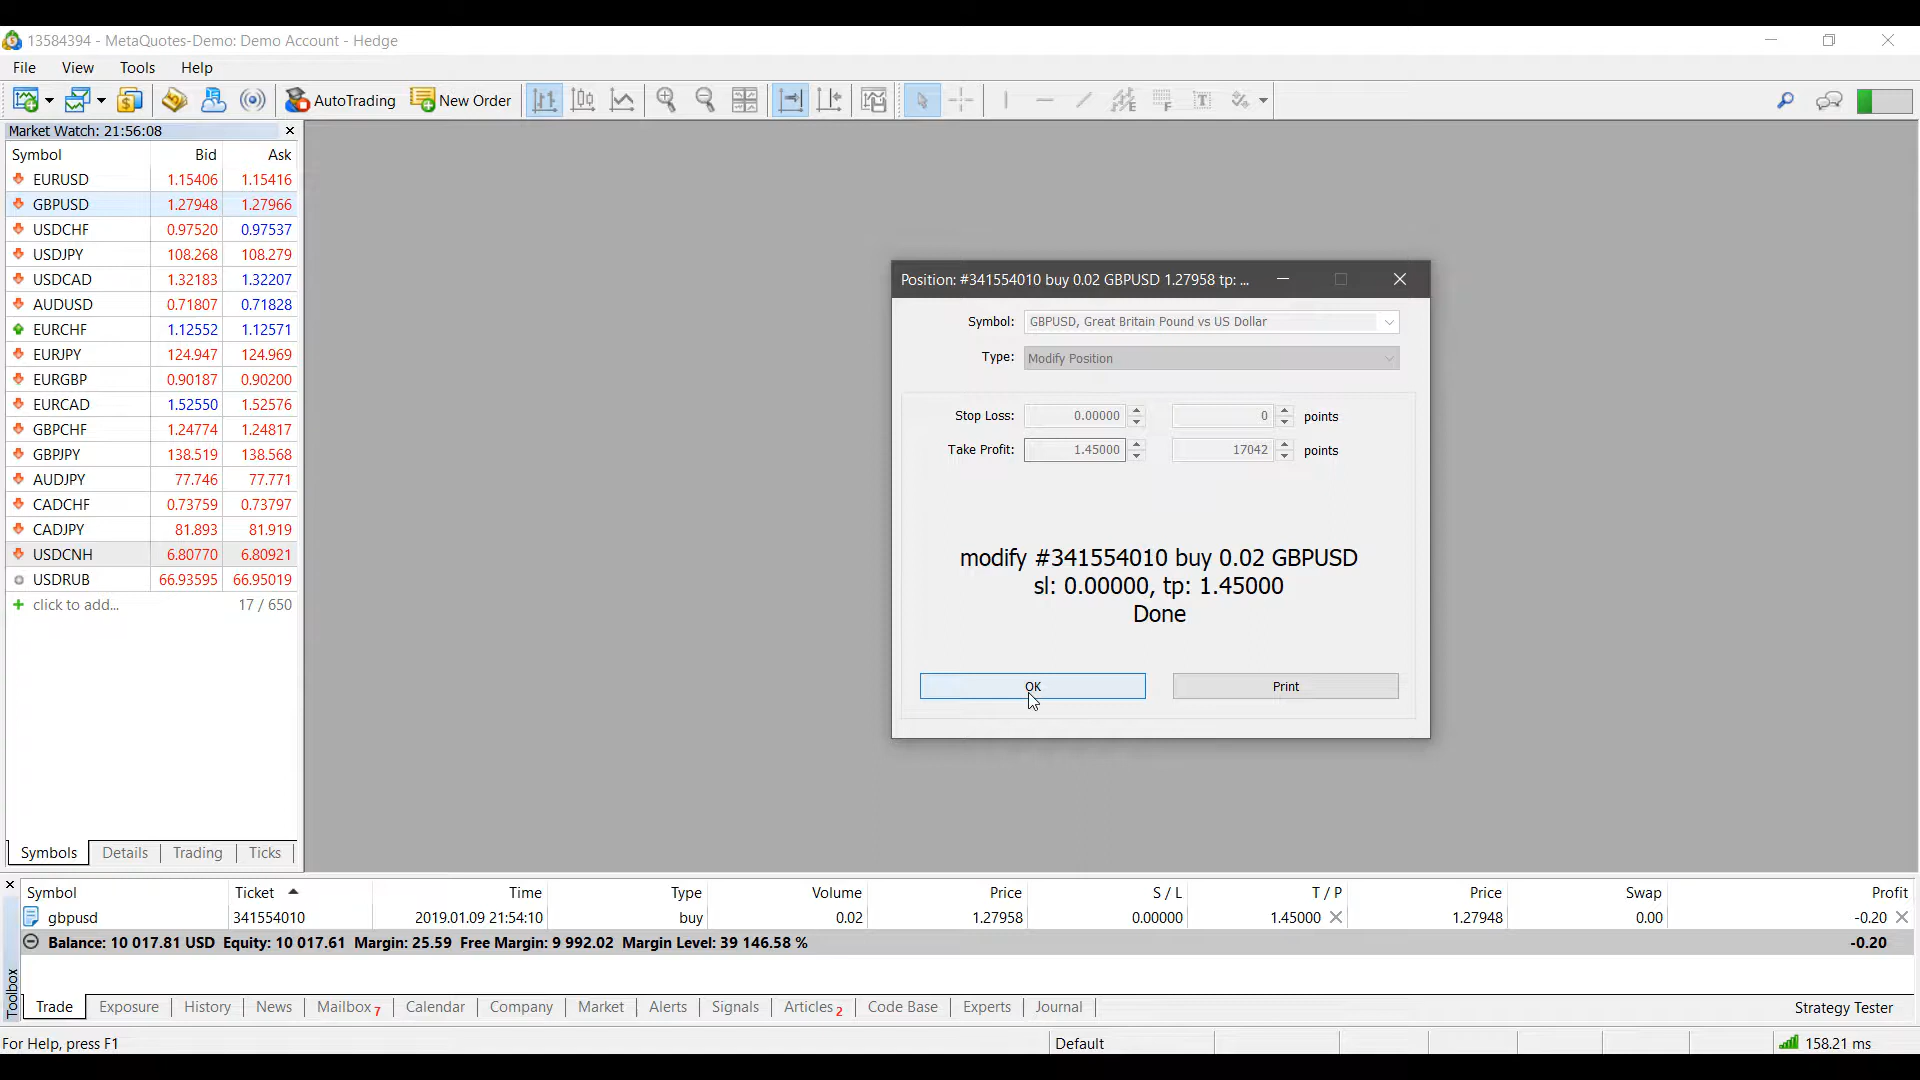 13584394 - MetaQuotes-Demo: Demo Account - Hedge
File View Tools Help
AutoTrading New Order
Market Watch: 21:56:08
Symbol Bid Ask
EURUSD 1.15406 1.15416
GBPUSD 1.27948 1.27966
USDCHF 0.97520 0.97537
USDJPY 108.268 108.279
USDCAD 1.32183 1.32207
AUDUSD 0.71807 0.71828
EURCHF 1.12552 1.12571
EURJPY 124.947 124.969
EURGBP 0.90187 0.90200
EURCAD 1.52550 1.52576
GBPCHF 1.24774 1.24817
GBPJPY 138.519 138.568
AUDJPY 77.746 77.771
CADCHF 0.73759 0.73797
CADJPY 81.893 81.919
USDCNH 6.80770 6.80921
USDRUB 66.93595 66.95019
click to add... 17 / 650
Symbols Details Trading Ticks
Position: #341554010 buy 0.02 GBPUSD 1.27958 tp: ...
Symbol: GBPUSD, Great Britain Pound vs US Dollar
Type: Modify Position
Stop Loss: 0.00000 0 points
Take Profit: 1.45000 17042 points
modify #341554010 buy 0.02 GBPUSD
sl: 0.00000, tp: 1.45000
Done
OK Print
Symbol Ticket Time Type Volume Price S / L T / P Price Swap Profit
gbpusd 341554010 2019.01.09 21:54:10 buy 0.02 1.27958 0.00000 1.45000 1.27948 0.00 -0.20
Balance: 10 017.81 USD Equity: 10 017.61 Margin: 25.59 Free Margin: 9 992.02 Margin Level: 39 146.58 % -0.20
Toolbox
Trade Exposure History News Mailbox 7 Calendar Company Market Alerts Signals Articles 2 Code Base Experts Journal Strategy Tester
For Help, press F1 Default 158.21 ms